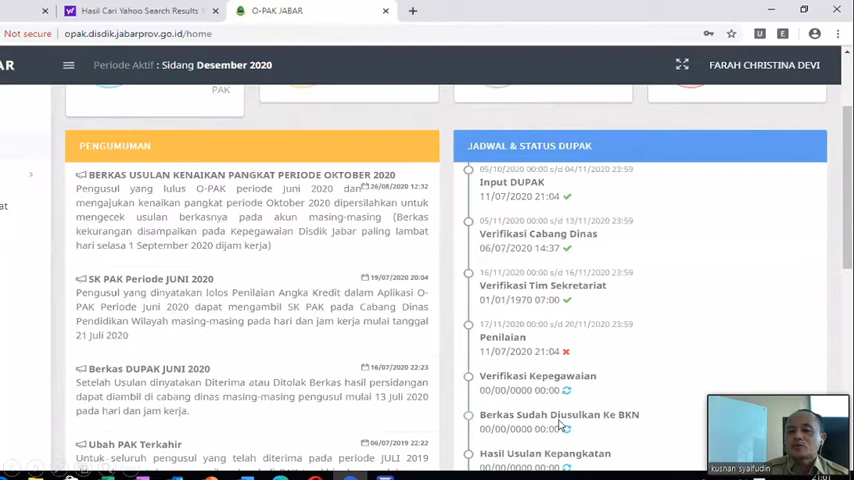 Hasil Cari Yahoo Search Results
O-PAK JABAR
Not secure
opak.disdik.jabarprov.go.id/home
U E
AR
Periode Aktif : Sidang Desember 2020
FARAH CHRISTINA DEVI
PAK
PENGUMUMAN
BERKAS USULAN KENAIKAN PANGKAT PERIODE OKTOBER 2020
26/08/2020 12:32
Pengusul yang lulus O-PAK periode Juni 2020 dan
mengajukan kenaikan pangkat periode Oktober 2020 dipersilahkan untuk
mengecek usulan berkasnya pada akun masing-masing (Berkas
kekurangan disampaikan pada Kepegawaian Disdik Jabar paling lambat
hari selasa 1 September 2020 dijam kerja)
SK PAK Periode JUNI 2020
19/07/2020 20:04
Pengusul yang dinyatakan lolos Penilaian Angka Kredit dalam Aplikasi O-
PAK Periode Juni 2020 dapat mengambil SK PAK pada Cabang Dinas
Pendidikan Wilayah masing-masing pada hari dan jam kerja mulai tanggal
21 Juli 2020
Berkas DUPAK JUNI 2020
16/07/2020 22:23
Setelah Usulan dinyatakan Diterima atau Ditolak Berkas hasil persidangan
dapat diambil di cabang dinas masing-masing pengusul mulai 13 Juli 2020
pada hari dan jam kerja.
Ubah PAK Terkahir
06/07/2019 22:22
Untuk seluruh pengusul yang telah diterima pada periode JULI 2019
JADWAL & STATUS DUPAK
05/10/2020 00:00 s/d 04/11/2020 23:59
Input DUPAK
11/07/2020 21:04
05/11/2020 00:00 s/d 13/11/2020 23:59
Verifikasi Cabang Dinas
06/07/2020 14:37
16/11/2020 00:00 s/d 16/11/2020 23:59
Verifikasi Tim Sekretariat
01/01/1970 07:00
17/11/2020 00:00 s/d 20/11/2020 23:59
Penilaian
11/07/2020 21:04
Verifikasi Kepegawaian
00/00/0000 00:00
Berkas Sudah Diusulkan Ke BKN
00/00/0000 00:00
Hasil Usulan Kepangkatan
00/00/0000 00:00
kusnan syaifudin
21:01